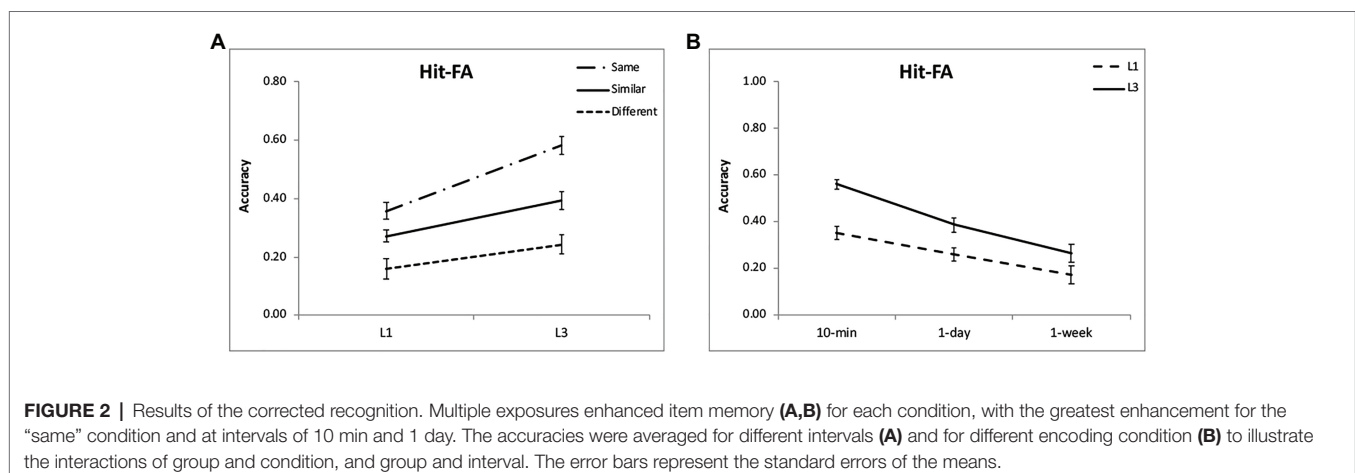 A
Hit-FA
Same
Similar
Different
0.80
0.60
0.40
0.20
0.00
Accuracy
L1
L3
B
Hit-FA
L1
L3
1.00
0.80
0.60
0.40
0.20
0.00
Accuracy
10-min
1-day
1-week
FIGURE 2 | Results of the corrected recognition. Multiple exposures enhanced item memory (A,B) for each condition, with the greatest enhancement for the
“same” condition and at intervals of 10 min and 1 day. The accuracies were averaged for different intervals (A) and for different encoding condition (B) to illustrate
the interactions of group and condition, and group and interval. The error bars represent the standard errors of the means.